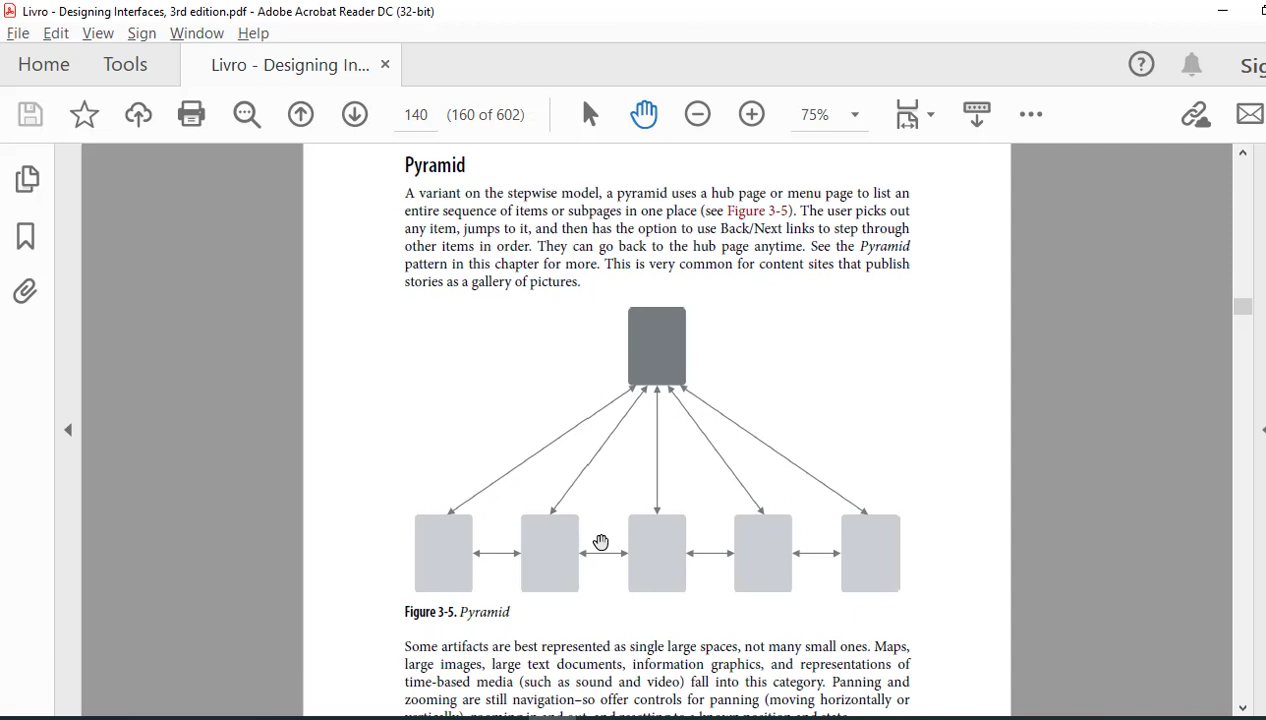 Livro - Designing Interfaces, 3rd edition.pdf - Adobe Acrobat Reader DC (32-bit)
File Edit View Sign Window Help
Home Tools Livro - Designing In... ×
140 (160 of 602) 75%
Pyramid
A variant on the stepwise model, a pyramid uses a hub page or menu page to list an
entire sequence of items or subpages in one place (see Figure 3-5). The user picks out
any item, jumps to it, and then has the option to use Back/Next links to step through
other items in order. They can go back to the hub page anytime. See the Pyramid
pattern in this chapter for more. This is very common for content sites that publish
stories as a gallery of pictures.
Figure 3-5. Pyramid
Some artifacts are best represented as single large spaces, not many small ones. Maps,
large images, large text documents, information graphics, and representations of
time-based media (such as sound and video) fall into this category. Panning and
zooming are still navigation–so offer controls for panning (moving horizontally or